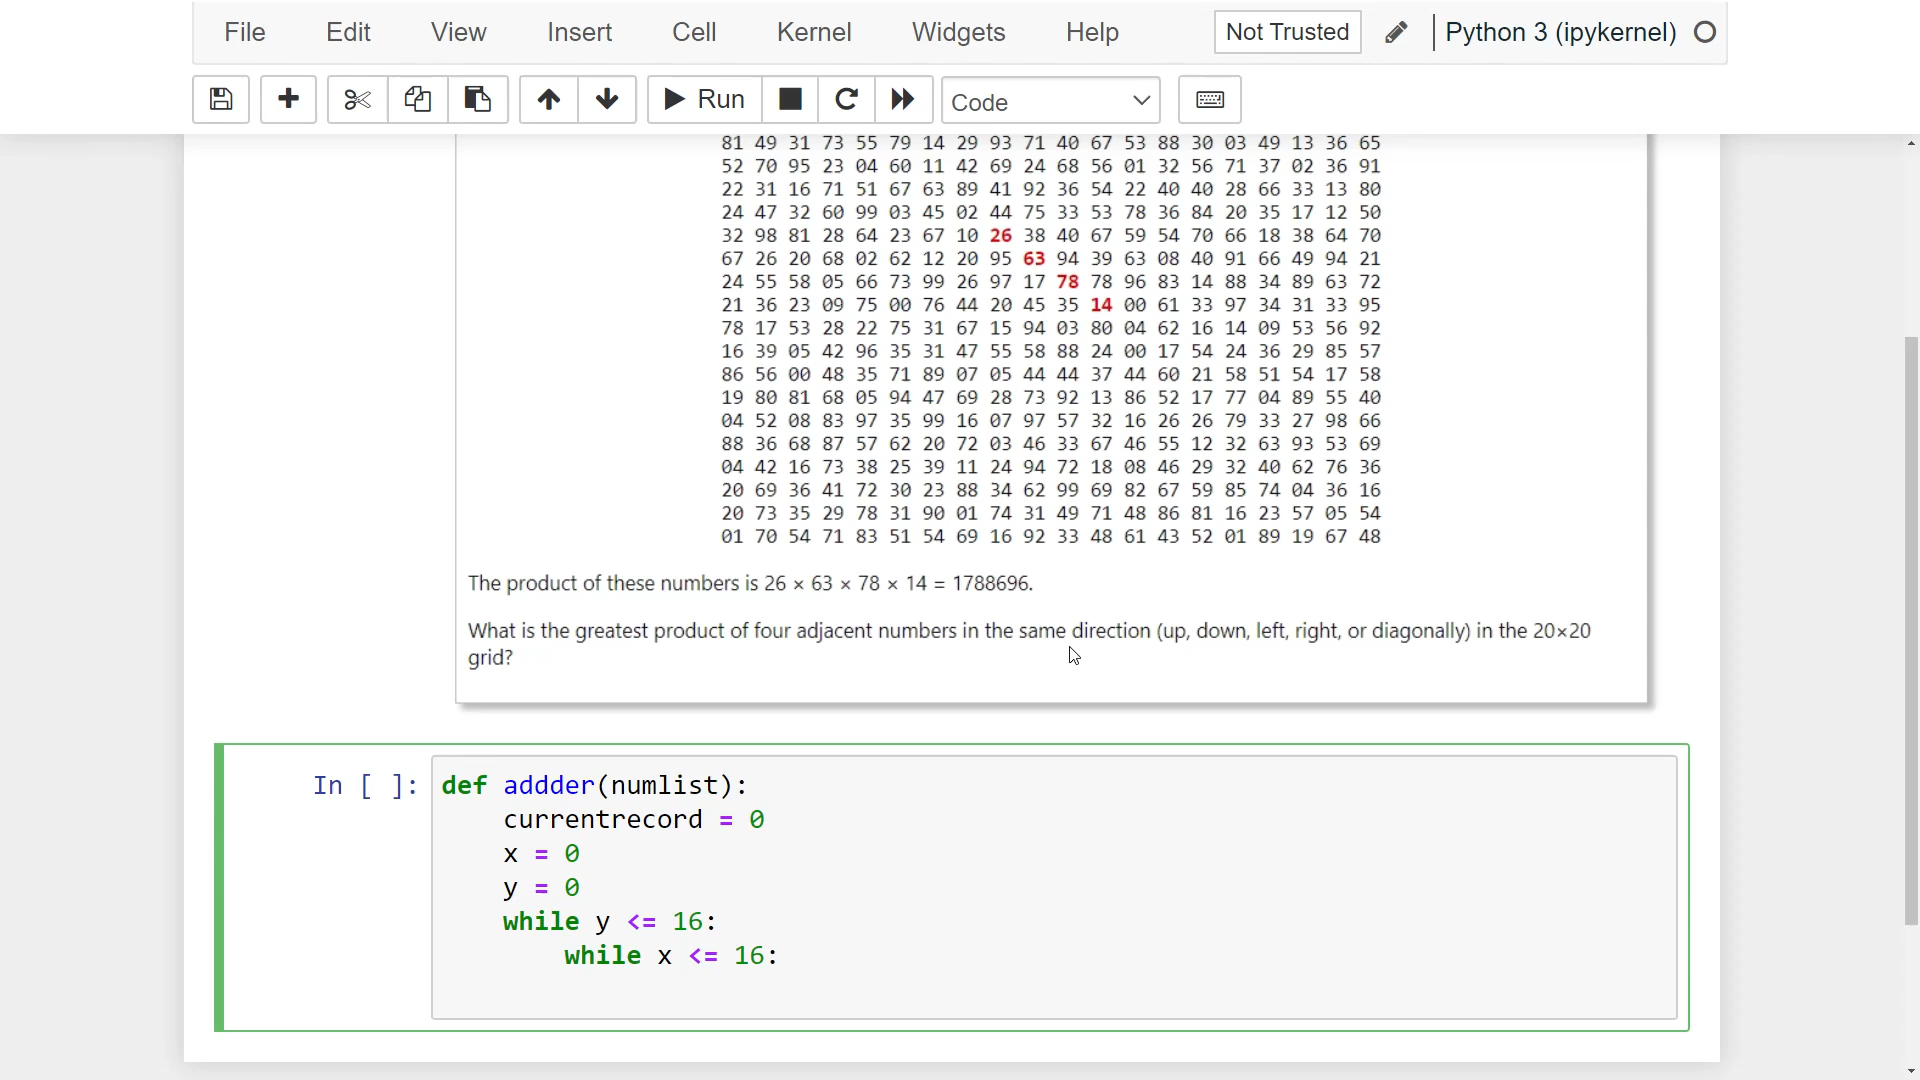 File Edit View Insert Cell Kernel Widgets Help Not Trusted Python 3 (ipykernel)
Run Code
81 49 31 73 55 79 14 29 93 71 40 67 53 88 30 03 49 13 36 65
52 70 95 23 04 60 11 42 69 24 68 56 01 32 56 71 37 02 36 91
22 31 16 71 51 67 63 89 41 92 36 54 22 40 40 28 66 33 13 80
24 47 32 60 99 03 45 02 44 75 33 53 78 36 84 20 35 17 12 50
32 98 81 28 64 23 67 10 26 38 40 67 59 54 70 66 18 38 64 70
67 26 20 68 02 62 12 20 95 63 94 39 63 08 40 91 66 49 94 21
24 55 58 05 66 73 99 26 97 17 78 78 96 83 14 88 34 89 63 72
21 36 23 09 75 00 76 44 20 45 35 14 00 61 33 97 34 31 33 95
78 17 53 28 22 75 31 67 15 94 03 80 04 62 16 14 09 53 56 92
16 39 05 42 96 35 31 47 55 58 88 24 00 17 54 24 36 29 85 57
86 56 00 48 35 71 89 07 05 44 44 37 44 60 21 58 51 54 17 58
19 80 81 68 05 94 47 69 28 73 92 13 86 52 17 77 04 89 55 40
04 52 08 83 97 35 99 16 07 97 57 32 16 26 26 79 33 27 98 66
88 36 68 87 57 62 20 72 03 46 33 67 46 55 12 32 63 93 53 69
04 42 16 73 38 25 39 11 24 94 72 18 08 46 29 32 40 62 76 36
20 69 36 41 72 30 23 88 34 62 99 69 82 67 59 85 74 04 36 16
20 73 35 29 78 31 90 01 74 31 49 71 48 86 81 16 23 57 05 54
01 70 54 71 83 51 54 69 16 92 33 48 61 43 52 01 89 19 67 48
The product of these numbers is 26 × 63 × 78 × 14 = 1788696.
What is the greatest product of four adjacent numbers in the same direction (up, down, left, right, or diagonally) in the 20×20
grid?
In [ ]: def addder(numlist):
currentrecord = 0
x = 0
y = 0
while y <= 16:
while x <= 16: